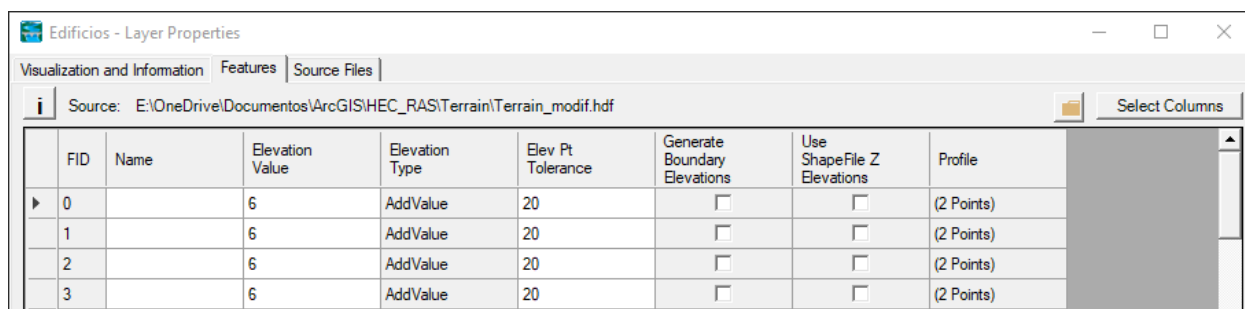 Edificios - Layer Properties
Visualization and Information Features Source Files
i Source: E:\OneDrive\Documentos\ArcGIS\HEC_RAS\Terrain\Terrain_modif.hdf Select Columns
FID Name Elevation Value Elevation Type Elev Pt Tolerance Generate Boundary Elevations Use ShapeFile Z Elevations Profile
0 6 AddValue 20 (2 Points)
1 6 AddValue 20 (2 Points)
2 6 AddValue 20 (2 Points)
3 6 AddValue 20 (2 Points)